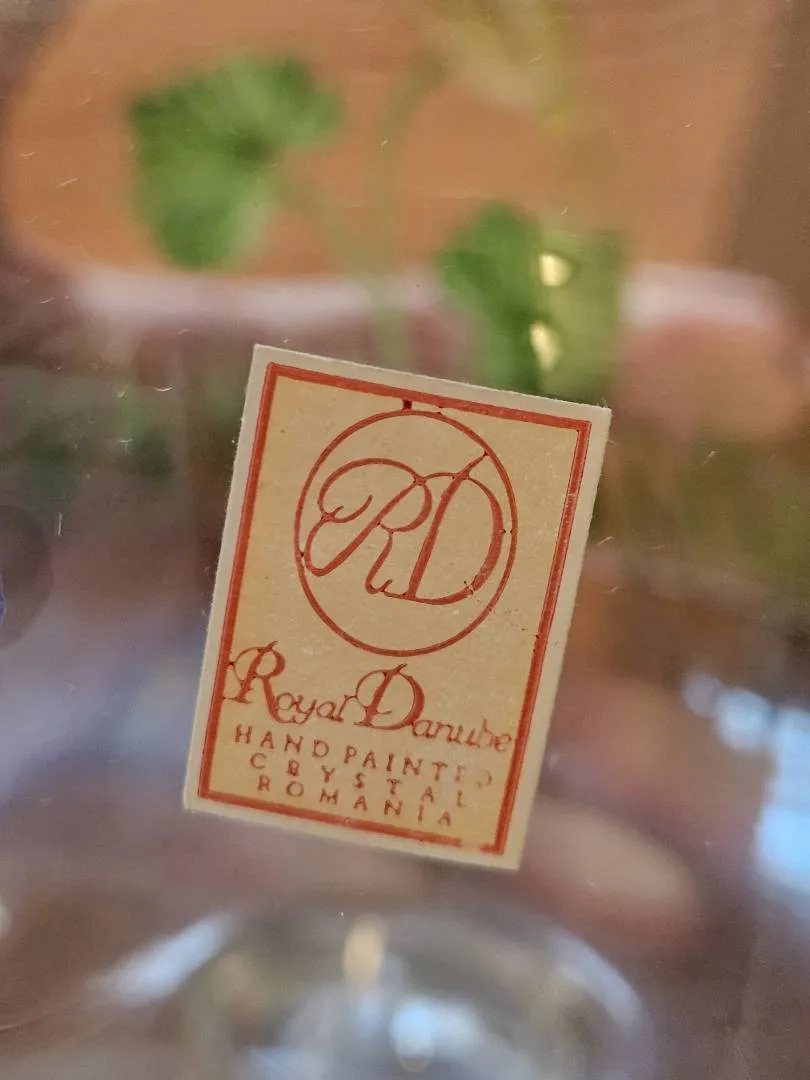 RD
Royal Danube
HAND PAINTED
CRYSTAL
ROMANIA